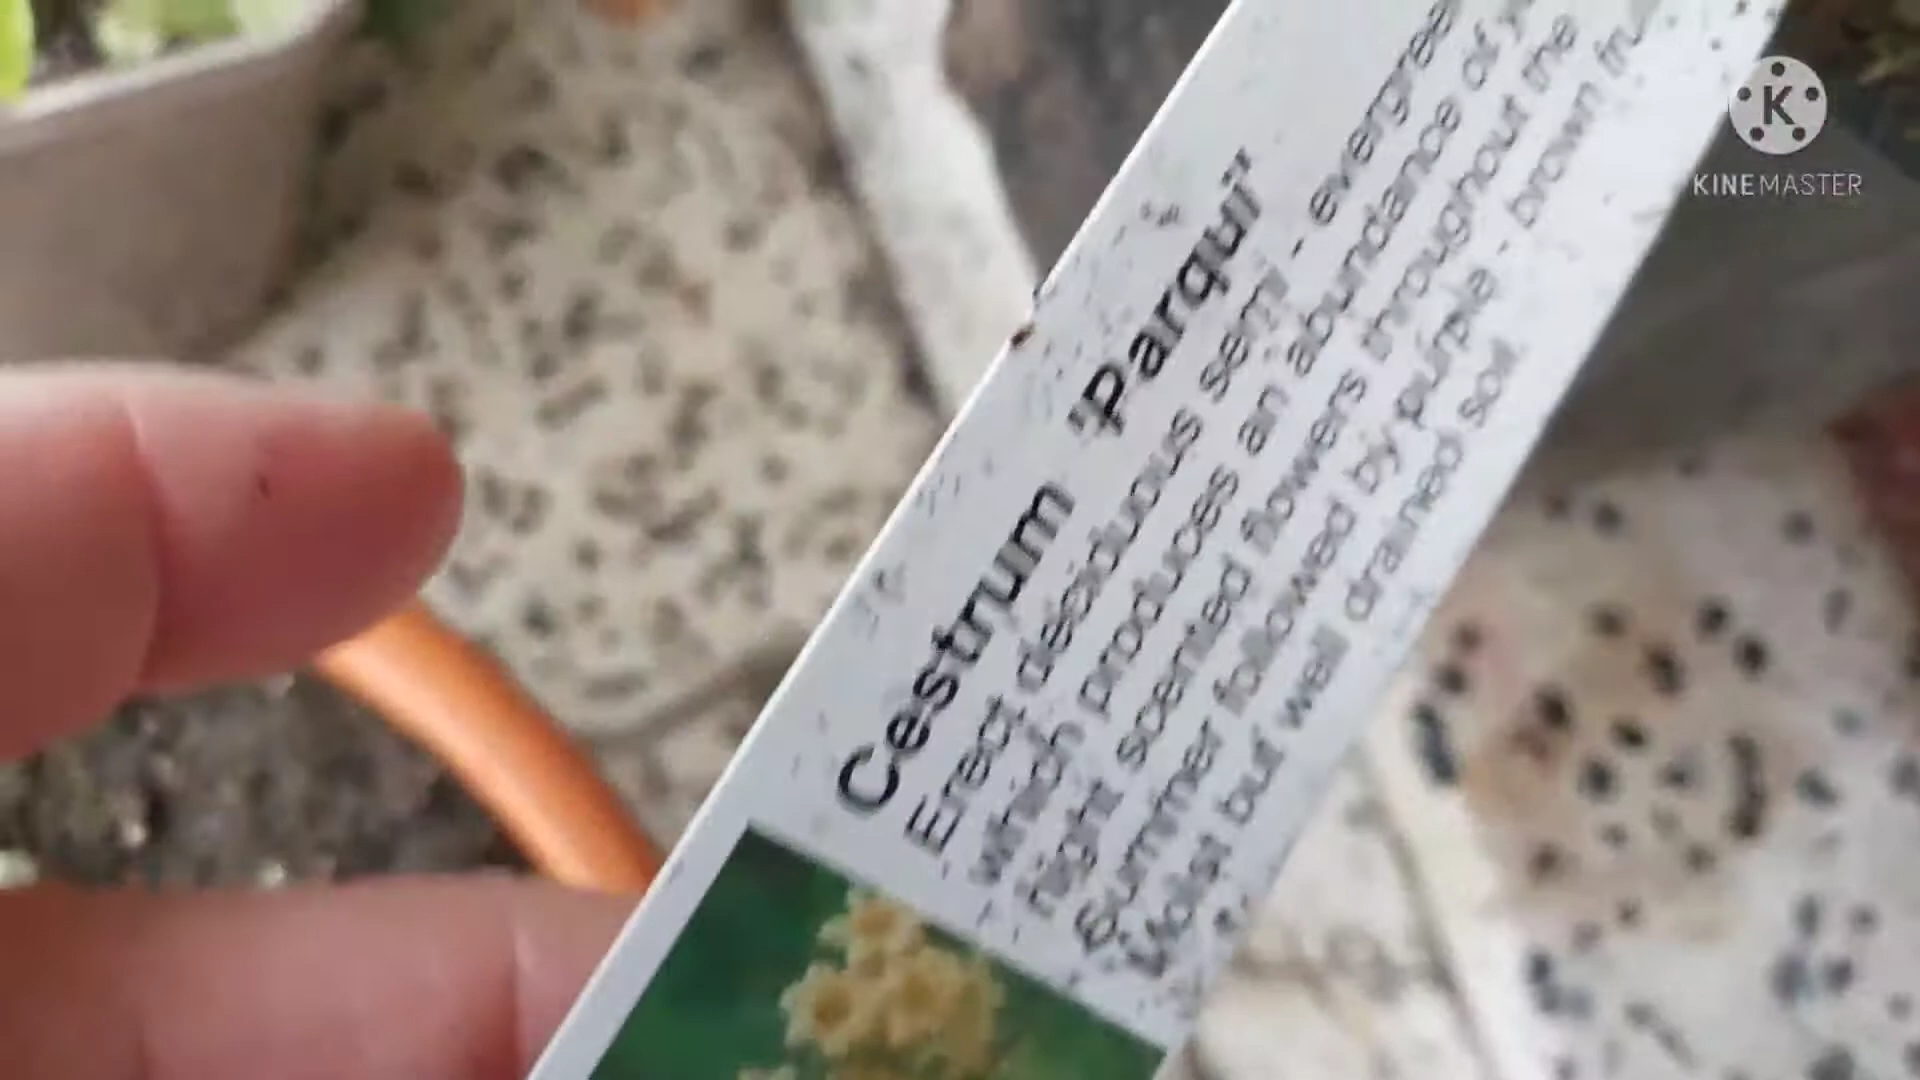 Cestrum "Parqui"
Erect deciduous semi - evergree
which produces an abundance of y
night scented flowers throughout the
Summer followed by purple - brown fru
Moist but well drained soil.
K
KINEMASTER